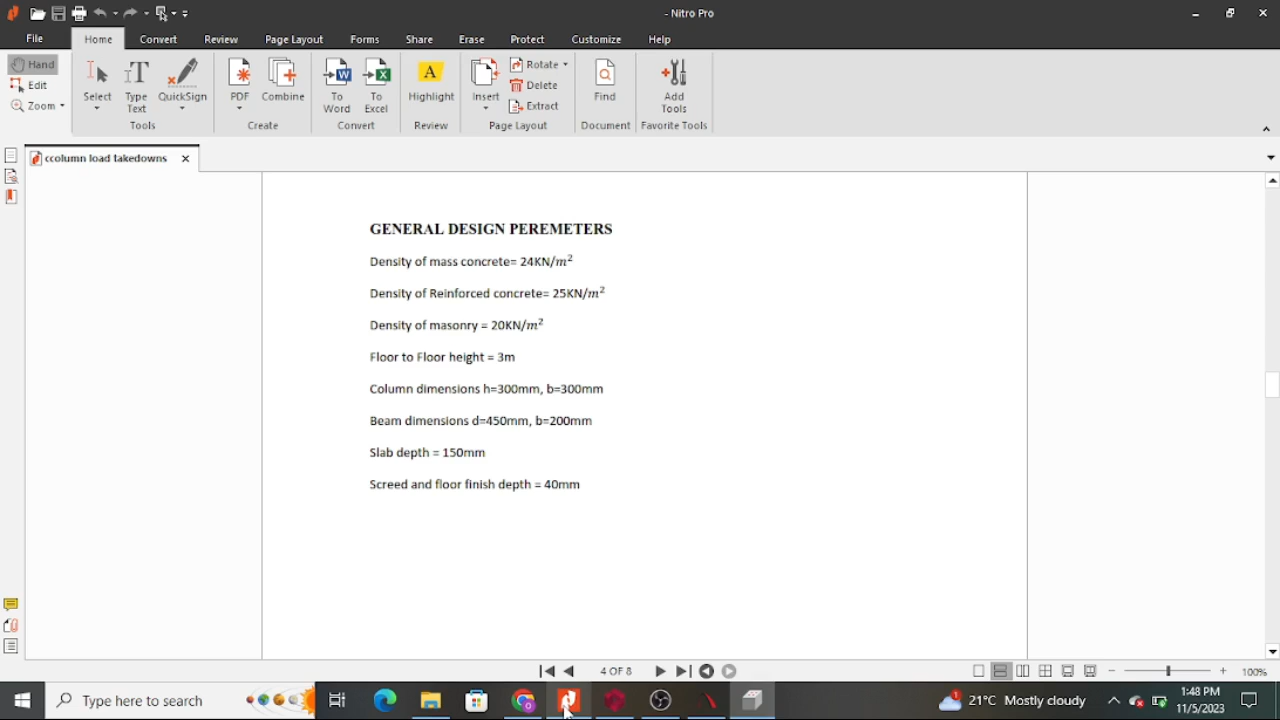 - Nitro Pro
File Home Convert Review Page Layout Forms Share Erase Protect Customize Help
Hand
Edit
Zoom
Select
Type Text
QuickSign
Tools
PDF
Combine
Create
To Word
To Excel
Convert
Highlight
Review
Insert
Rotate
Delete
Extract
Page Layout
Find
Document
Add Tools
Favorite Tools
ccolumn load takedowns
GENERAL DESIGN PEREMETERS
Density of mass concrete= 24KN/m²
Density of Reinforced concrete= 25KN/m²
Density of masonry = 20KN/m²
Floor to Floor height = 3m
Column dimensions h=300mm, b=300mm
Beam dimensions d=450mm, b=200mm
Slab depth = 150mm
Screed and floor finish depth = 40mm
4 OF 8
100%
Type here to search
1
21°C Mostly cloudy
1:48 PM
11/5/2023